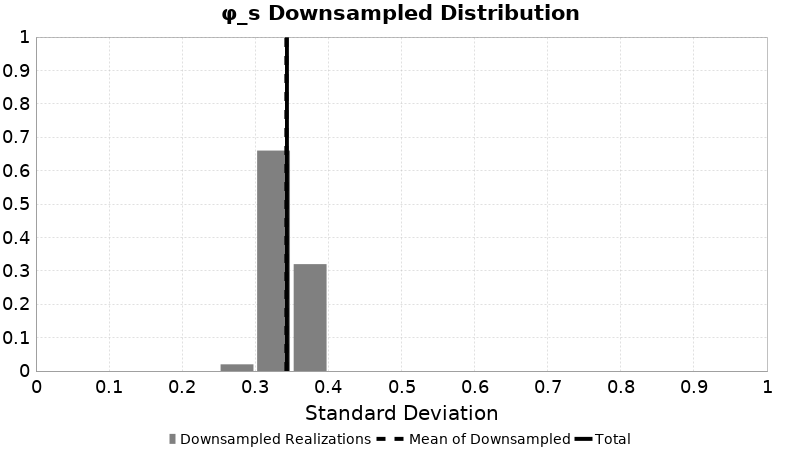 φ_s Downsampled Distribution
1
0.9
0.8
0.7
0.6
0.5
0.4
0.3
0.2
0.1
0
0 0.1 0.2 0.3 0.4 0.5 0.6 0.7 0.8 0.9 1
Standard Deviation
Downsampled Realizations Mean of Downsampled Total